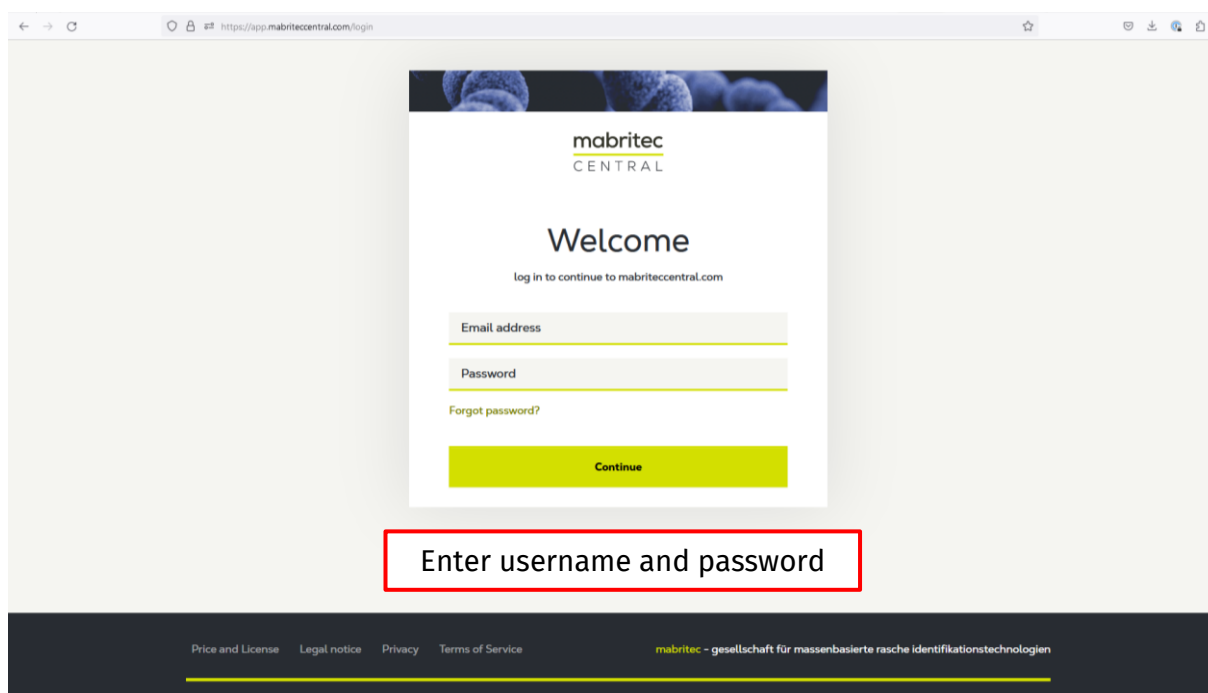 https://app.mabriteccentral.com/login
mabritec
CENTRAL
Welcome
log in to continue to mabriteccentral.com
Email address
Password
Forgot password?
Continue
Enter username and password
Price and License Legal notice Privacy Terms of Service mabritec - gesellschaft für massenbasierte rasche identifikationstechnologien